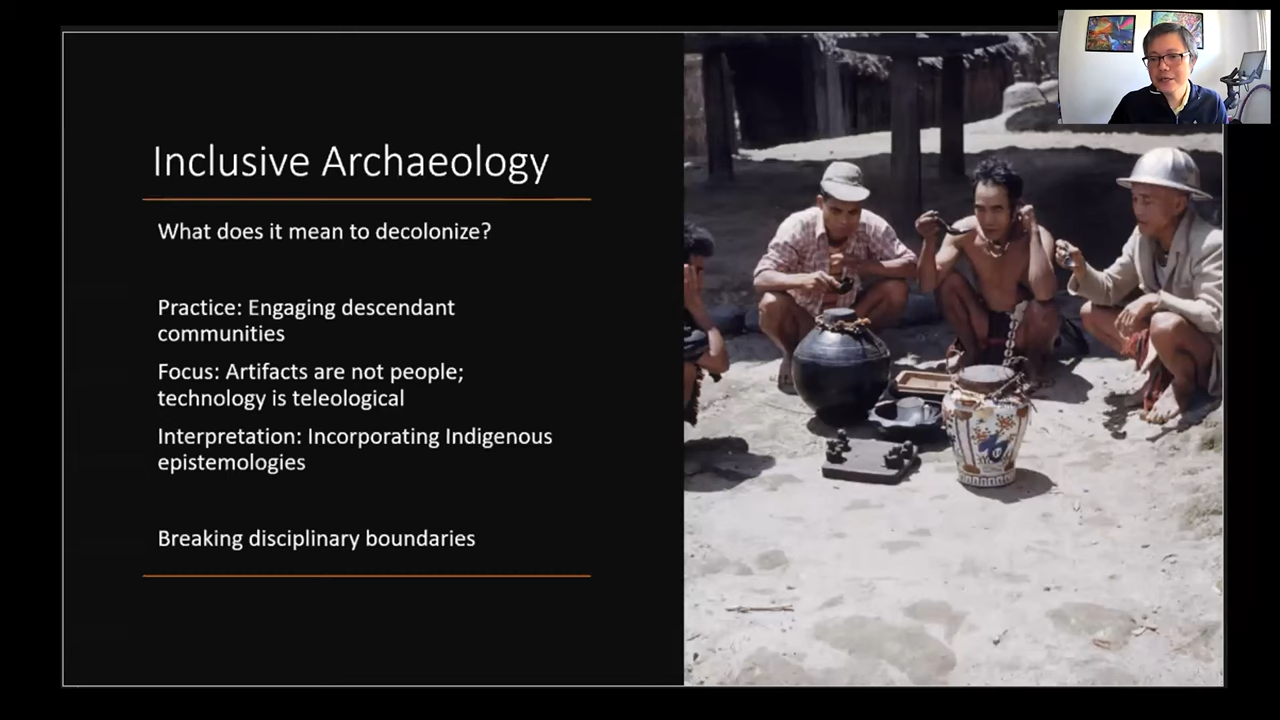 Inclusive Archaeology
What does it mean to decolonize?
Practice: Engaging descendant
communities
Focus: Artifacts are not people;
technology is teleological
Interpretation: Incorporating Indigenous
epistemologies
Breaking disciplinary boundaries